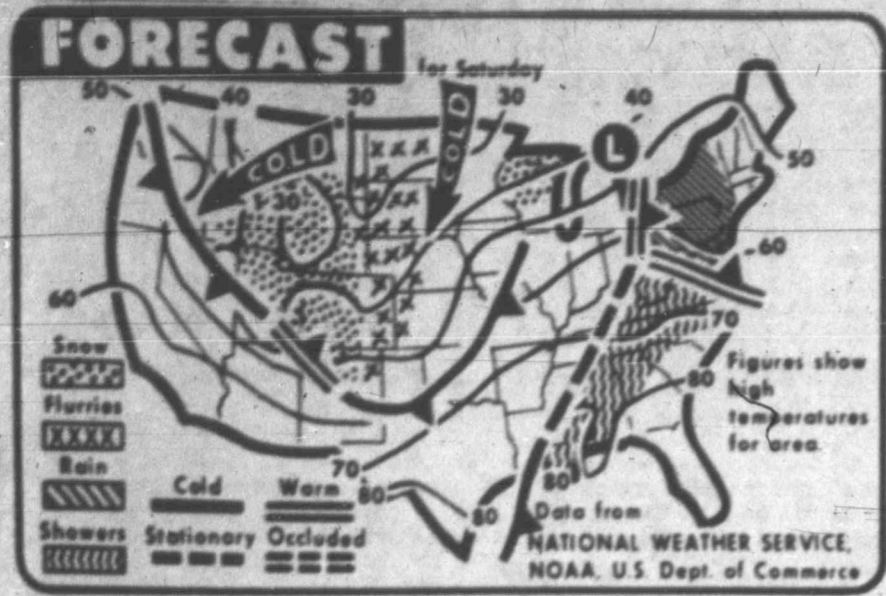 FORECAST
for Saturday
50
40
30
30
40
COLD
COLD
L
50
30
60
60
70
80
Snow
Flurries
XXXX
Rain
Showers
Cold
Warm
Stationary
Occluded
70
80
80
80
Figures show
high
temperatures
for area.
Data from
NATIONAL WEATHER SERVICE,
NOAA, U.S. Dept. of Commerce